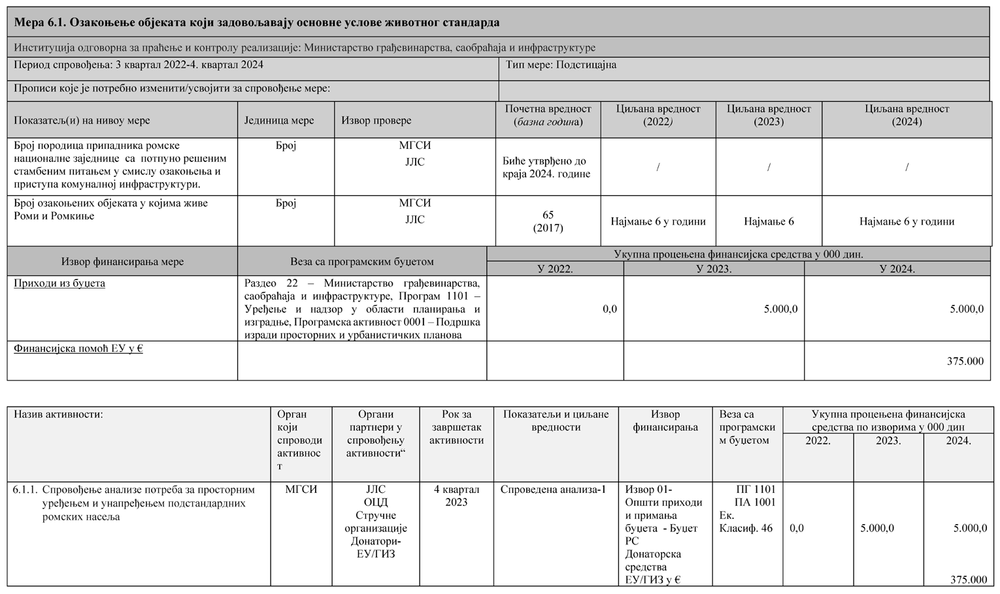 Мера 6.1. Озакоњење објеката који задовољавају основне услове животног стандарда
Институција одговорна за праћење и контролу реализације: Министарство грађевинарства, саобраћаја и инфраструктуре
Период спровођења: 3 квартал 2022-4. квартал 2024
Тип мере: Подстицајна
Прописи које је потребно изменити/усвојити за спровођење мере:
Показатељ(и) на нивоу мере
Јединица мере
Извор провере
Почетна вредност
(базна година)
Циљана вредност
(2022)
Циљана вредност
(2023)
Циљана вредност
(2024)
Број породица припадника ромске
националне заједнице са потпуно решеним
стамбеним питањем у смислу озакоњења и
приступа комуналној инфраструктури.
Број
МГСИ
ЈЛС
Биће утврђено до
краја 2024. године
/
/
/
Број озакоњених објеката у којима живе
Роми и Ромкиње
Број
МГСИ
ЈЛС
65
(2017)
Најмање 6 у години
Најмање 6
Најмање 6 у години
Извор финансирања мере
Веза са програмским буџетом
Укупна процењена финансијска средства у 000 дин.
У 2022.
У 2023.
У 2024.
Приходи из буџета
Раздео 22 – Министарство грађевинарства,
саобраћаја и инфраструктуре, Програм 1101 –
Уређење и надзор у области планирања и
изградње, Програмска активност 0001 – Подршка
изради просторних и урбанистичких планова
0,0
5.000,0
5.000,0
Финансијска помоћ ЕУ у €
375.000
Назив активности:
Орган
који
спроводи
активнос
т
Органи
партнери у
спровођењу
активности“
Рок за
завршетак
активности
Показатељи и циљане
вредности
Извор
финансирања
Веза са
програмски
м буџетом
Укупна процењена финансијска
средства по изворима у 000 дин
2022.
2023.
2024.
6.1.1. Спровођење анализе потреба за просторним
уређењем и унапређењем подстандардних
ромских насеља
МГСИ
ЈЛС
ОЦД
Стручне
организације
Донатори-
ЕУ/ГИЗ
4 квартал
2023
Спроведена анализа-1
Извор 01-
Општи приходи
и примања
буџета - Буџет
РС
Донаторска
средства
ЕУ/ГИЗ у €
ПГ 1101
ПА 1001
Ек.
Класиф. 46
0,0
5.000,0
5.000,0
375.000